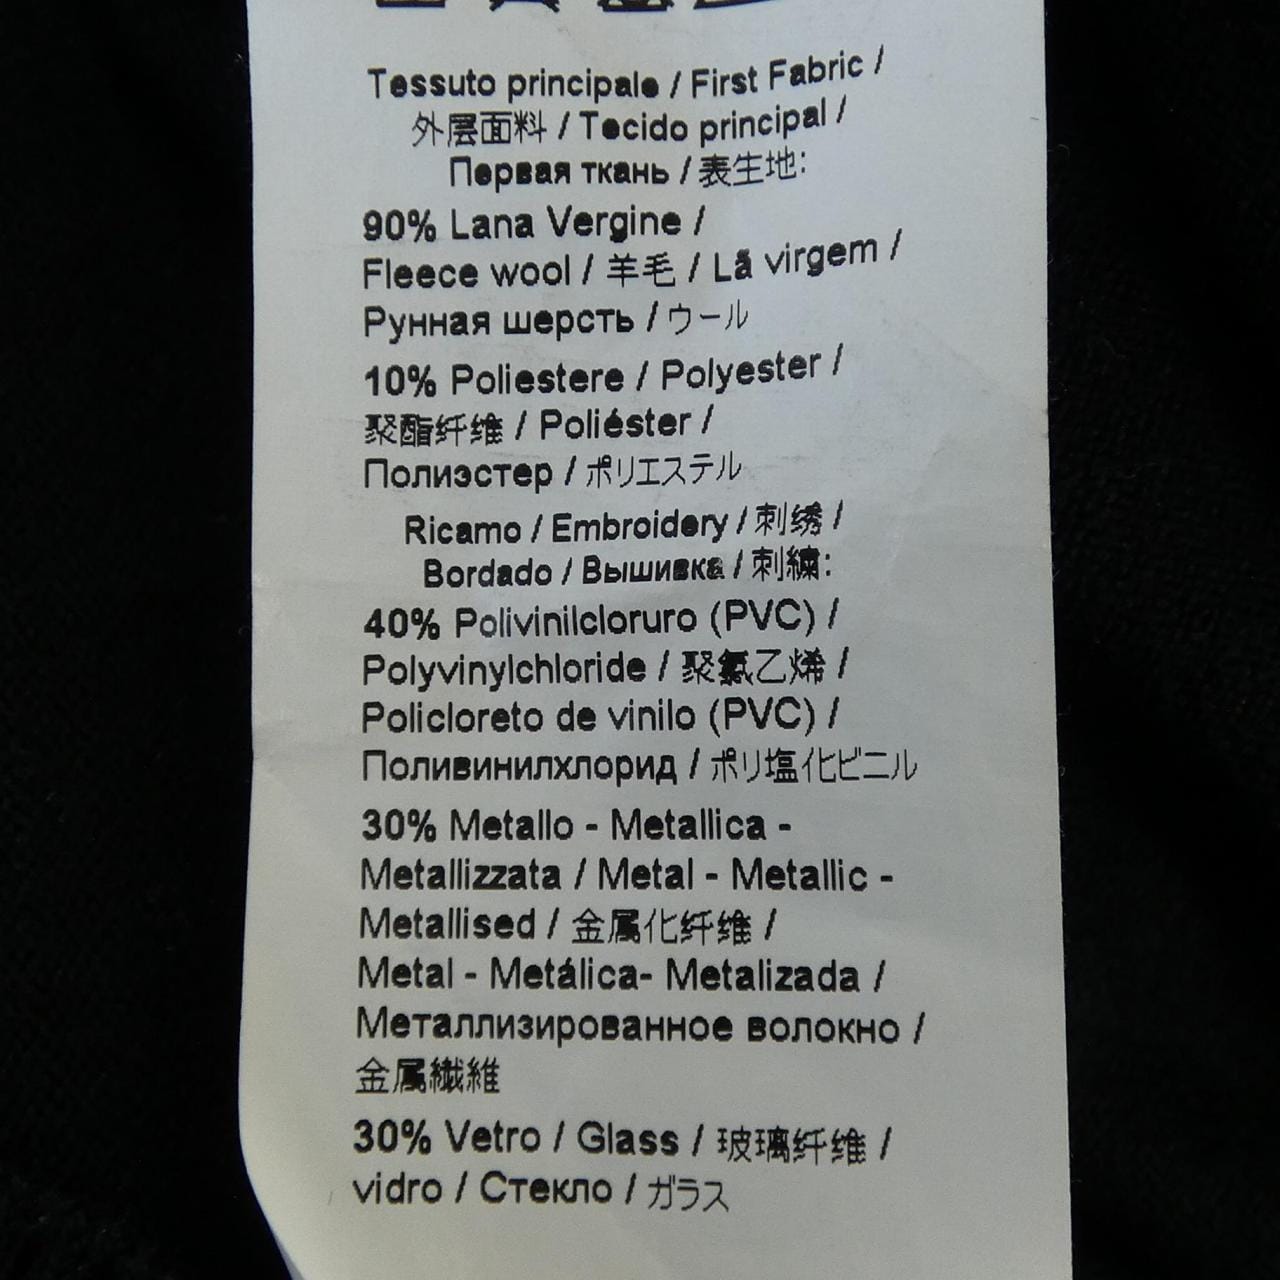 Tessuto principale / First Fabric /
外层面料 / Tecido principal /
Первая ткань / 表生地:
90% Lana Vergine /
Fleece wool / 羊毛 / Lã virgem /
Рунная шерсть / ウール
10% Poliestere / Polyester /
聚酯纤维 / Poliéster /
Полиэстер / ポリエステル
Ricamo / Embroidery / 刺绣 /
Bordado / Вышивка / 刺繍:
40% Polivinilcloruro (PVC) /
Polyvinylchloride / 聚氯乙烯 /
Policloreto de vinilo (PVC) /
Поливинилхлорид / ポリ塩化ビニル
30% Metallo - Metallica -
Metallizzata / Metal - Metallic -
Metallised / 金属化纤维 /
Metal - Metálica- Metalizada /
Металлизированное волокно /
金属繊維
30% Vetro / Glass / 玻璃纤维 /
vidro / Стекло / ガラス